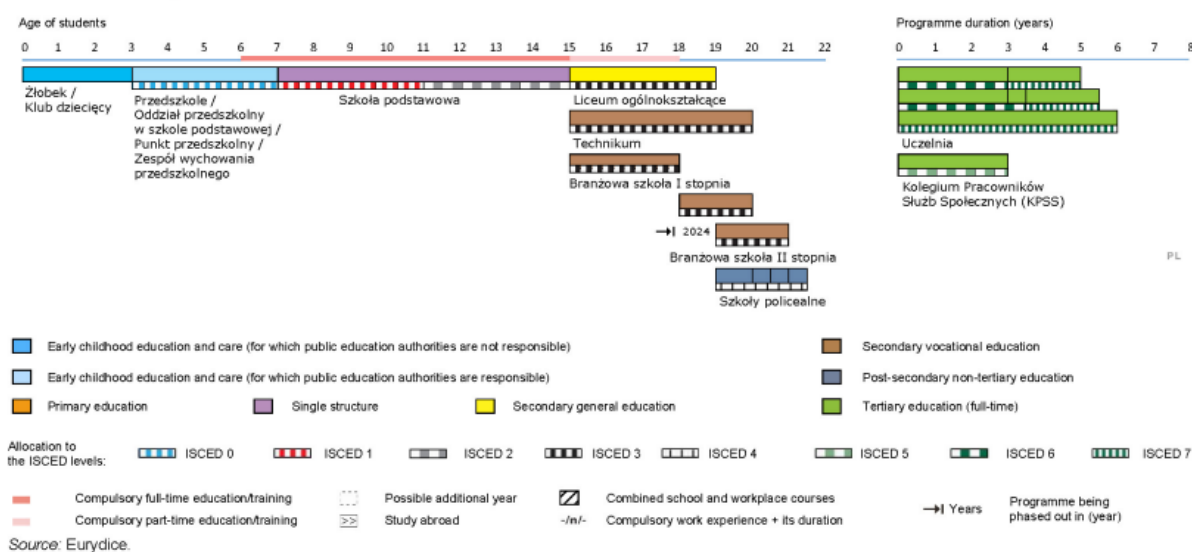 Age of students
Programme duration (years)
0 1 2 3 4 5 6 7 8 9 10 11 12 13 14 15 16 17 18 19 20 21 22
0 1 2 3 4 5 6 7 8
Żłobek /
Klub dziecięcy
Przedszkole /
Oddział przedszkolny
w szkole podstawowej /
Punkt przedszkolny /
Zespół wychowania
przedszkolnego
Szkoła podstawowa
Liceum ogólnokształcące
Technikum
Branżowa szkoła I stopnia
2024
Branżowa szkoła II stopnia
Szkoły policealne
Uczelnia
Kolegium Pracowników
Służb Społecznych (KPSS)
PL
Early childhood education and care (for which public education authorities are not responsible)
Secondary vocational education
Early childhood education and care (for which public education authorities are responsible)
Post-secondary non-tertiary education
Primary education
Single structure
Secondary general education
Tertiary education (full-time)
Allocation to
the ISCED levels:
ISCED 0
ISCED 1
ISCED 2
ISCED 3
ISCED 4
ISCED 5
ISCED 6
ISCED 7
Compulsory full-time education/training
Possible additional year
Combined school and workplace courses
Years
Programme being
phased out in (year)
Compulsory part-time education/training
>>
Study abroad
-/n/-
Compulsory work experience + its duration
Source: Eurydice.